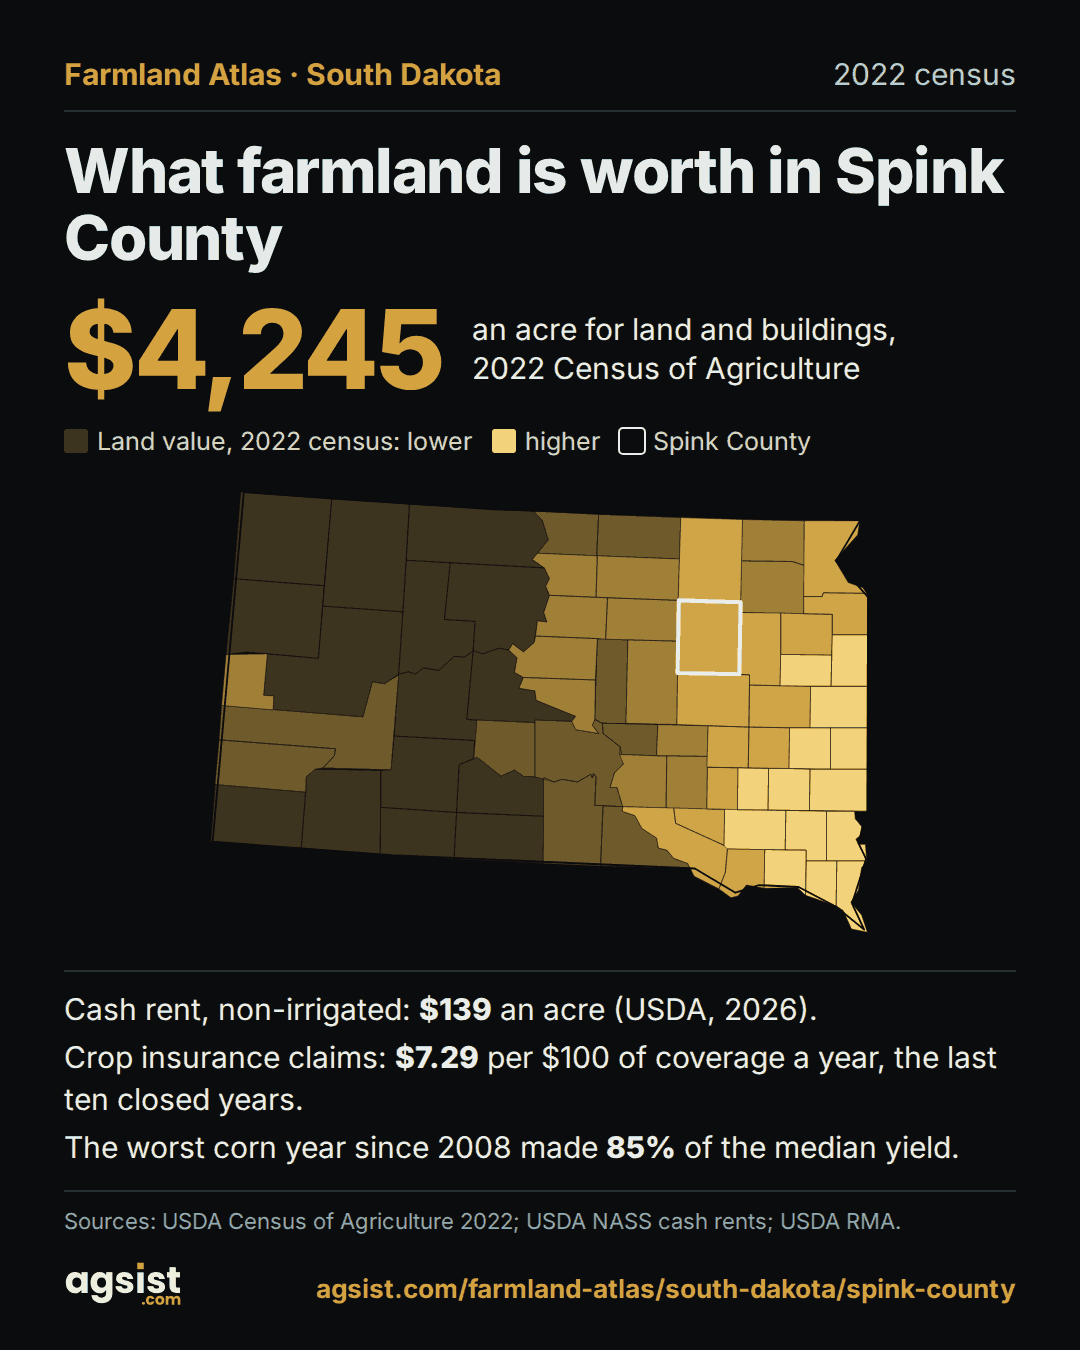 Farmland Atlas · South Dakota
2022 census
What farmland is worth in Spink
County
$4,245
an acre for land and buildings,
2022 Census of Agriculture
Land value, 2022 census: lower
higher
Spink County
Cash rent, non-irrigated: $139 an acre (USDA, 2026).
Crop insurance claims: $7.29 per $100 of coverage a year, the last
ten closed years.
The worst corn year since 2008 made 85% of the median yield.
Sources: USDA Census of Agriculture 2022; USDA NASS cash rents; USDA RMA.
agsist
.com
agsist.com/farmland-atlas/south-dakota/spink-county